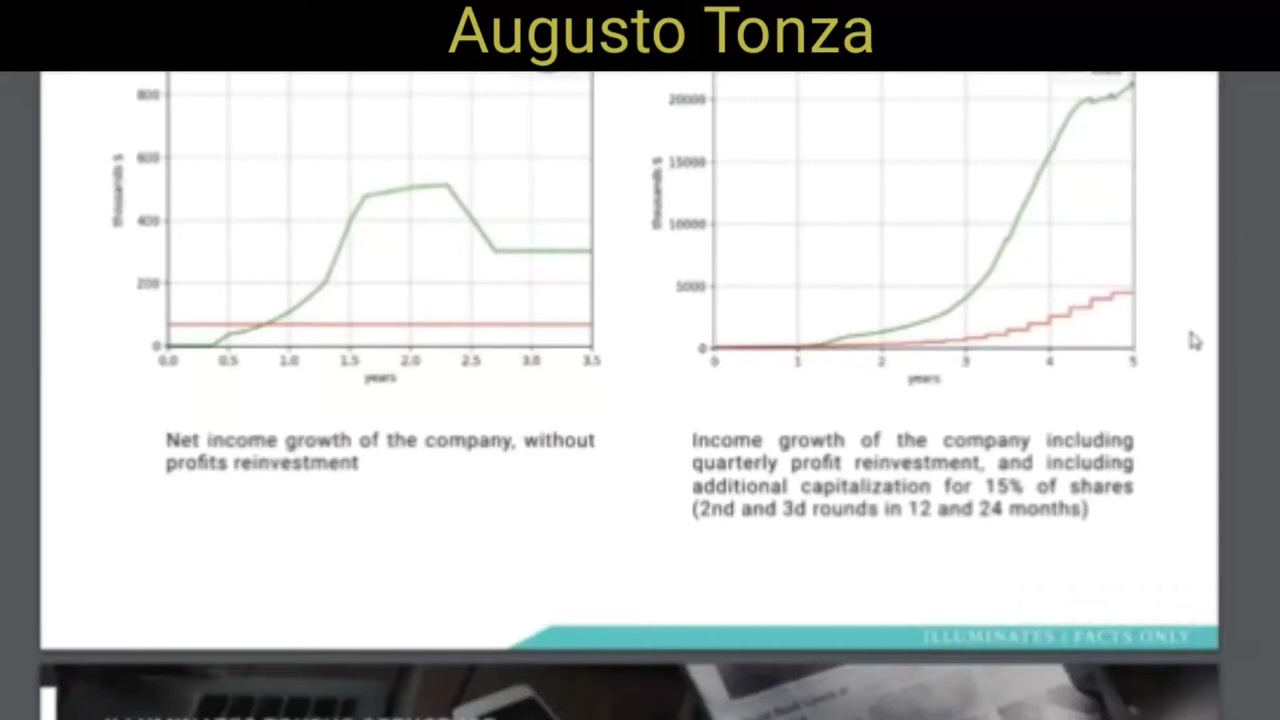 Augusto Tonza
800
600
400
200
0
thousands $
0.0 0.5 1.0 1.5 2.0 2.5 3.0 3.5
years
20000
15000
10000
5000
0
thousands $
0 1 2 3 4 5
years
Net income growth of the company, without
profits reinvestment
Income growth of the company including
quarterly profit reinvestment, and including
additional capitalization for 15% of shares
(2nd and 3d rounds in 12 and 24 months)
ILLUMINATES | FACTS ONLY